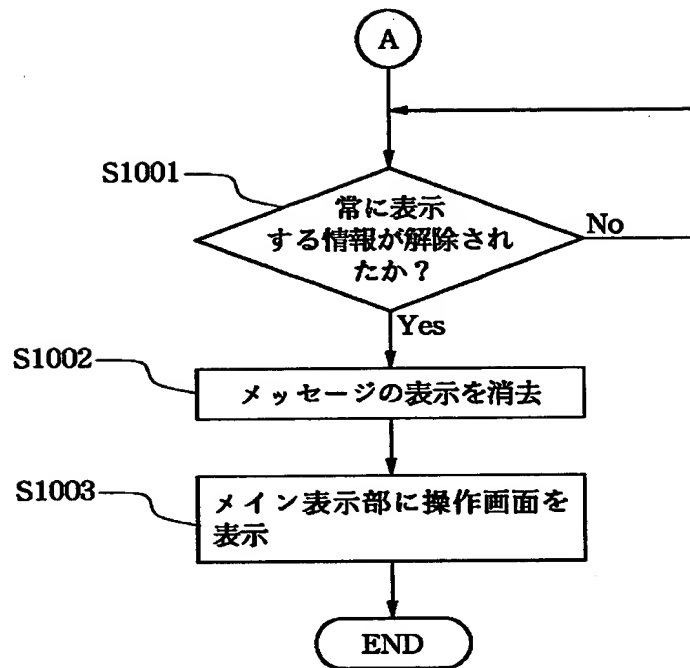 A
S1001
常に表示
する情報が解除され
たか？
No
Yes
S1002
メッセージの表示を消去
S1003
メイン表示部に操作画面を
表示
END